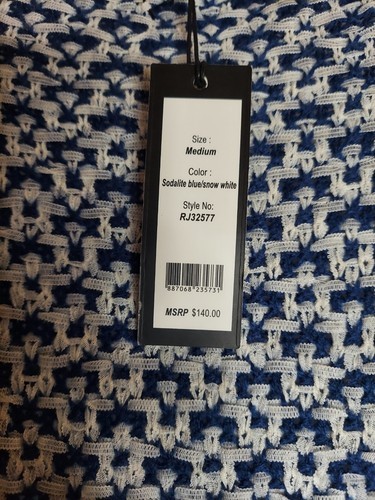 Size :
Medium
Color :
Sodalite blue/snow white
Style No:
RJ32577
887068 235731
MSRP $140.00